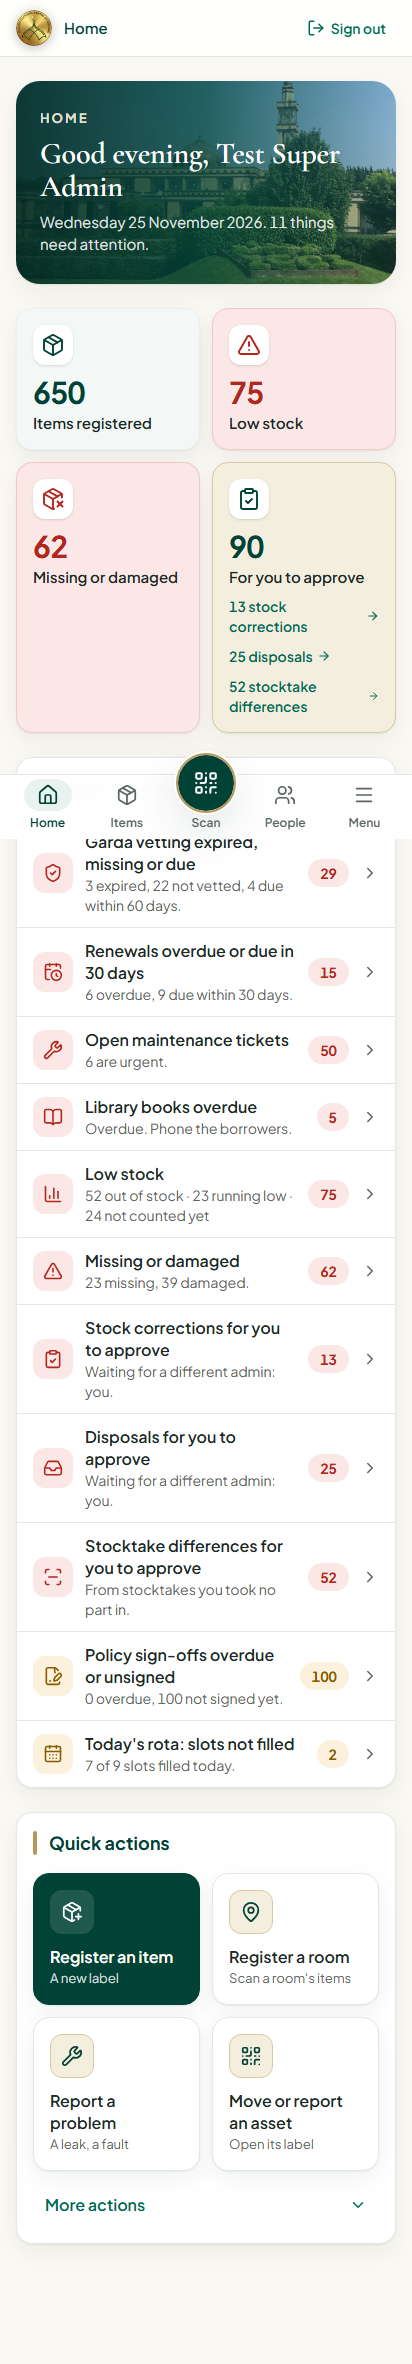 Home
Sign out
HOME
Good evening, Test Super
Admin
Wednesday 25 November 2026. 11 things
need attention.
650
Items registered
75
Low stock
62
Missing or damaged
90
For you to approve
13 stock
corrections
25 disposals
52 stocktake
differences
Home
Items
Scan
People
Menu
Garda vetting expired,
missing or due
3 expired, 22 not vetted, 4 due
within 60 days.
29
Renewals overdue or due in
30 days
6 overdue, 9 due within 30 days.
15
Open maintenance tickets
6 are urgent.
50
Library books overdue
Overdue. Phone the borrowers.
5
Low stock
52 out of stock · 23 running low ·
24 not counted yet
75
Missing or damaged
23 missing, 39 damaged.
62
Stock corrections for you
to approve
Waiting for a different admin:
you.
13
Disposals for you to
approve
Waiting for a different admin:
you.
25
Stocktake differences for
you to approve
From stocktakes you took no
part in.
52
Policy sign-offs overdue
or unsigned
0 overdue, 100 not signed yet.
100
Today's rota: slots not filled
7 of 9 slots filled today.
2
Quick actions
Register an item
A new label
Register a room
Scan a room's items
Report a
problem
A leak, a fault
Move or report
an asset
Open its label
More actions